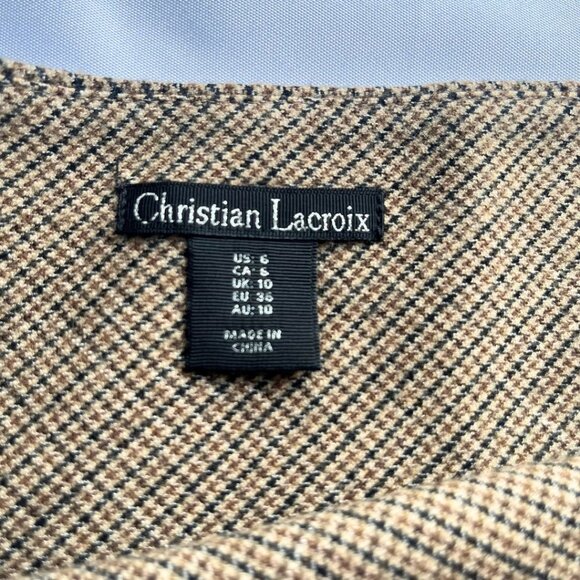 Christian Lacroix
US: 6
CA: 6
UK: 10
EU 36
AU: 10
MADE IN
CHINA